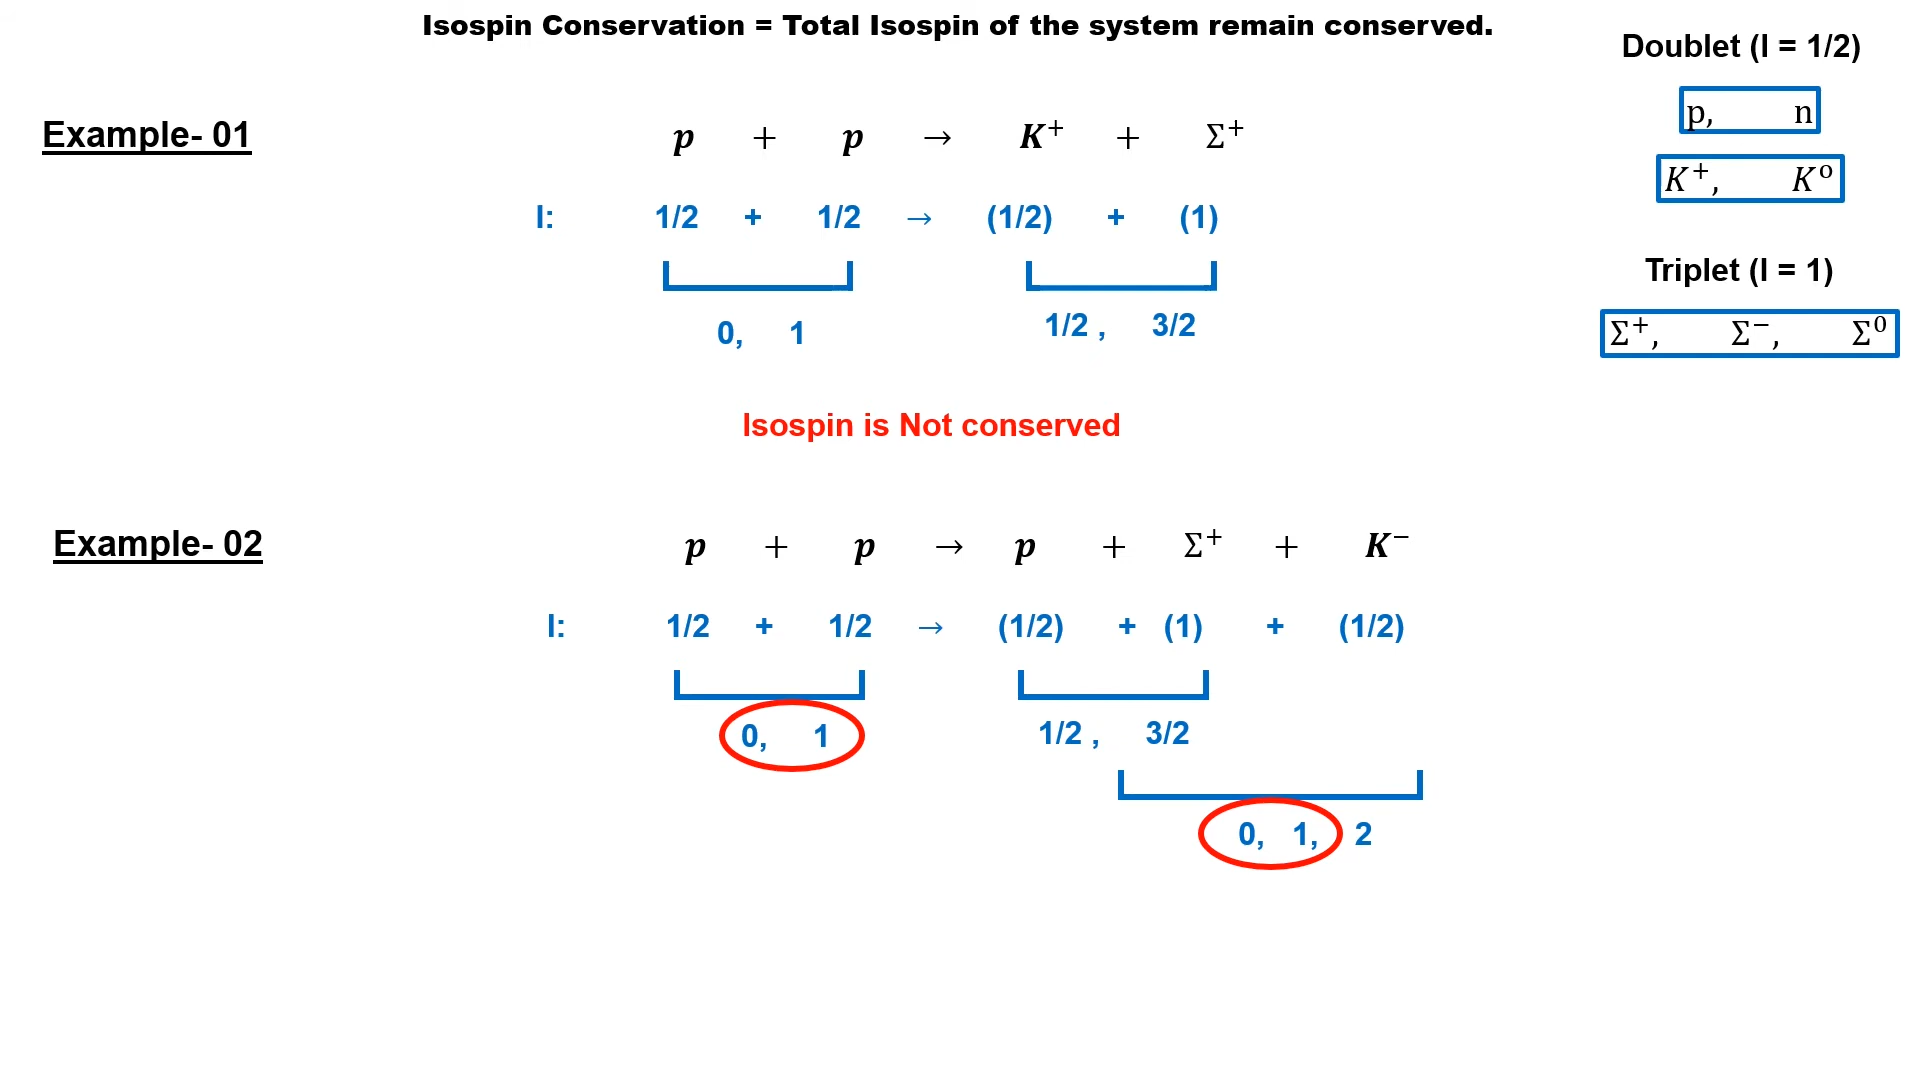 Isospin Conservation = Total Isospin of the system remain conserved.
Doublet (I = 1/2)
p, n
K⁺, K⁰
Triplet (I = 1)
Σ⁺, Σ⁻, Σ⁰
Example- 01
p + p → K⁺ + Σ⁺
I: 1/2 + 1/2 → (1/2) + (1)
0, 1 1/2 , 3/2
Isospin is Not conserved
Example- 02
p + p → p + Σ⁺ + K⁻
I: 1/2 + 1/2 → (1/2) + (1) + (1/2)
0, 1 1/2 , 3/2
0, 1, 2